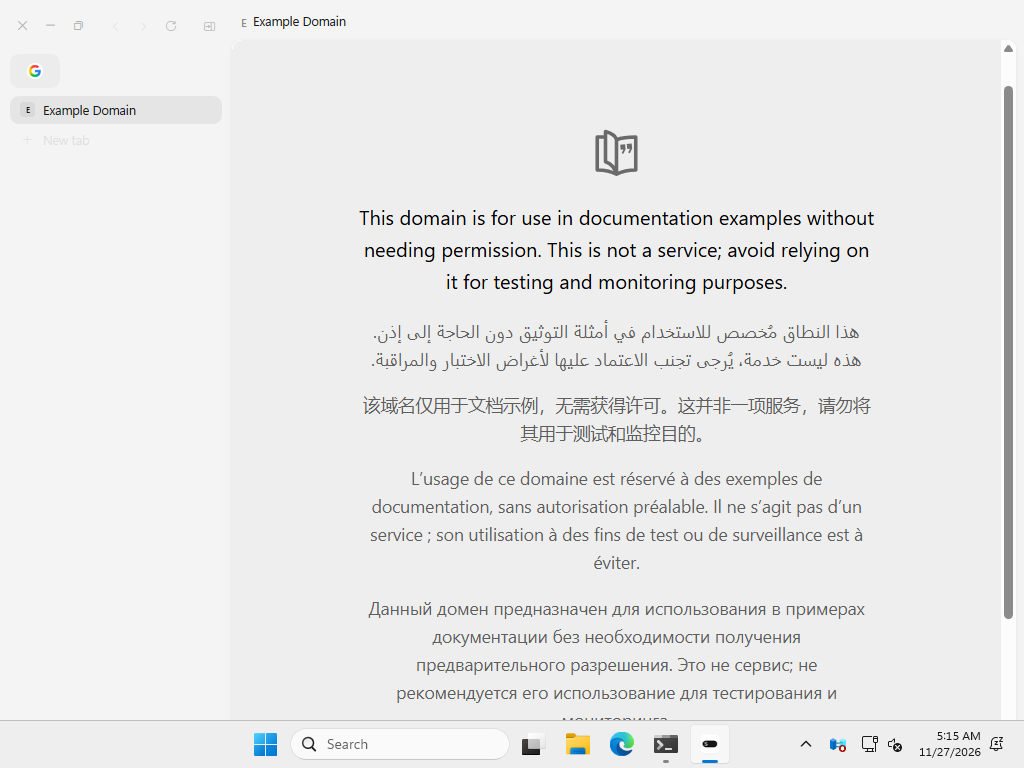 E Example Domain
E Example Domain
+ New tab
This domain is for use in documentation examples without
needing permission. This is not a service; avoid relying on
it for testing and monitoring purposes.
هذا النطاق مُخصص للاستخدام في أمثلة التوثيق دون الحاجة إلى إذن.
هذه ليست خدمة، يُرجى تجنب الاعتماد عليها لأغراض الاختبار والمراقبة.
该域名仅用于文档示例，无需获得许可。这并非一项服务，请勿将
其用于测试和监控目的。
L’usage de ce domaine est réservé à des exemples de
documentation, sans autorisation préalable. Il ne s’agit pas d’un
service ; son utilisation à des fins de test ou de surveillance est à
éviter.
Данный домен предназначен для использования в примерах
документации без необходимости получения
предварительного разрешения. Это не сервис; не
рекомендуется его использование для тестирования и
мониторинга.
Search
5:15 AM
11/27/2026